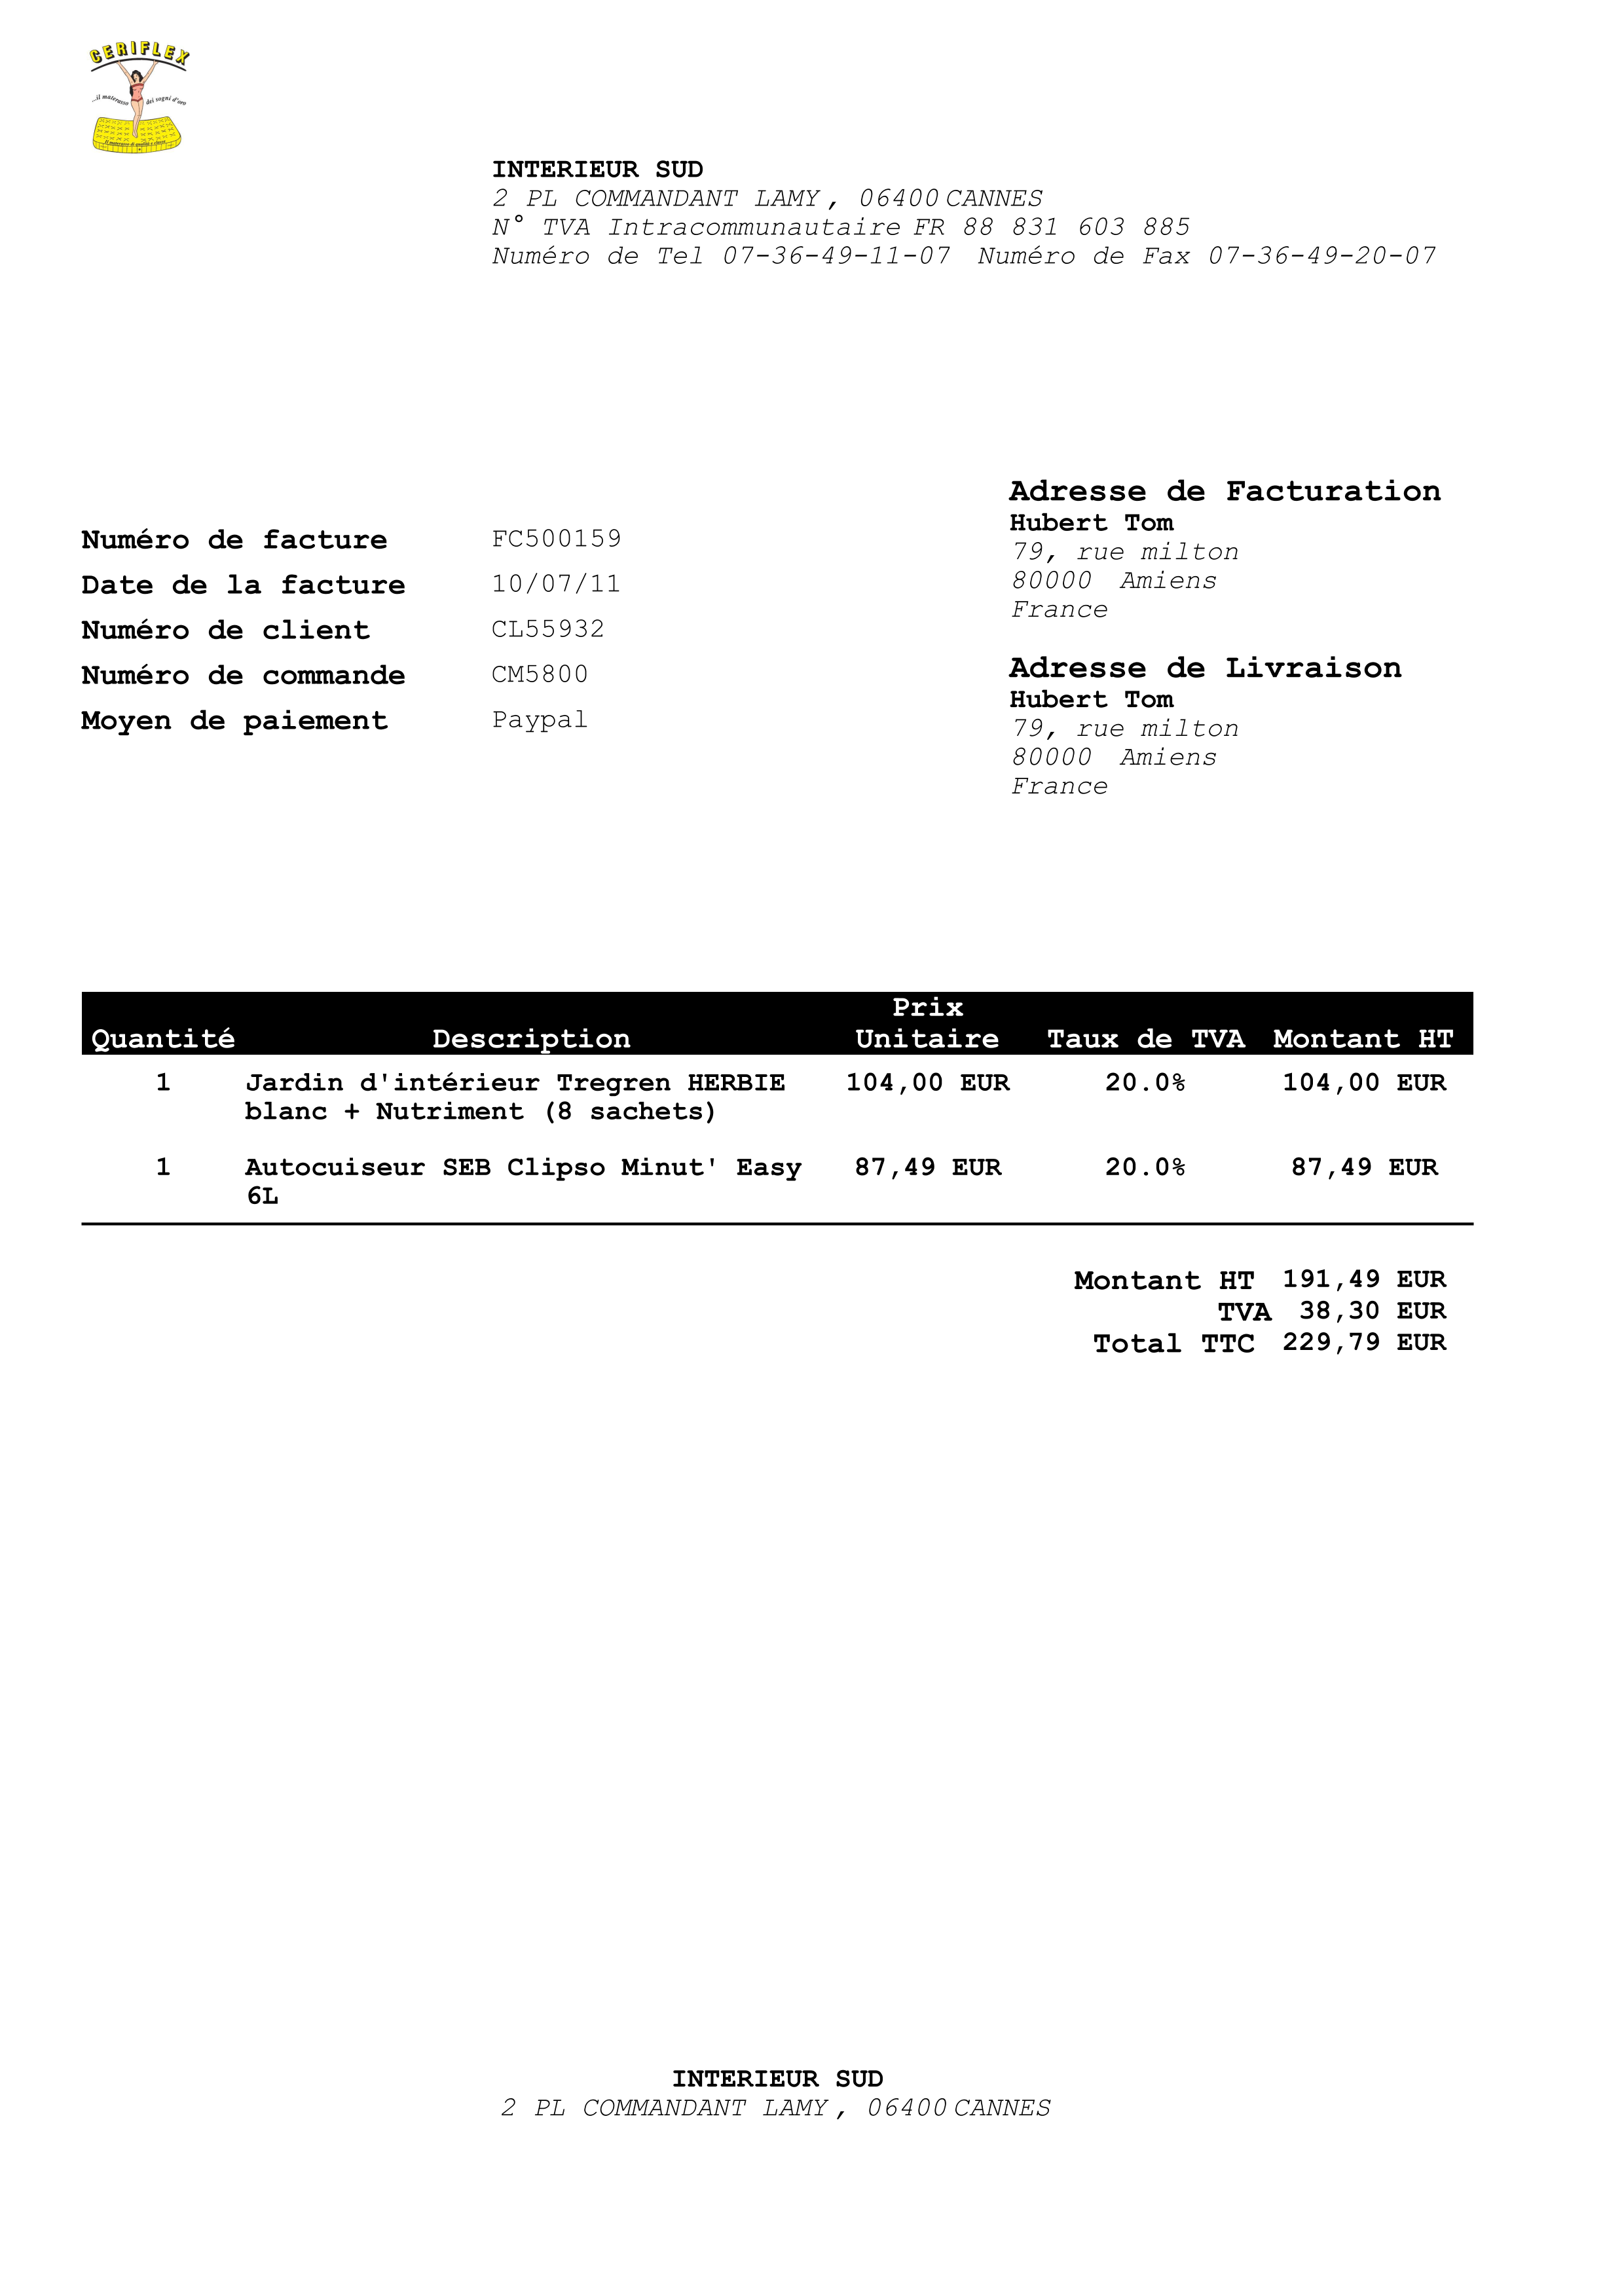 CERIFLEX
...il materasso dei sogni d'oro
INTERIEUR SUD
2 PL COMMANDANT LAMY , 06400 CANNES
N° TVA Intracommunautaire FR 88 831 603 885
Numéro de Tel 07-36-49-11-07 Numéro de Fax 07-36-49-20-07
Numéro de facture FC500159
Date de la facture 10/07/11
Numéro de client CL55932
Numéro de commande CM5800
Moyen de paiement Paypal
Adresse de Facturation
Hubert Tom
79, rue milton
80000 Amiens
France
Adresse de Livraison
Hubert Tom
79, rue milton
80000 Amiens
France
Prix
Quantité Description Unitaire Taux de TVA Montant HT
1 Jardin d'intérieur Tregren HERBIE 104,00 EUR 20.0% 104,00 EUR
blanc + Nutriment (8 sachets)
1 Autocuiseur SEB Clipso Minut' Easy 87,49 EUR 20.0% 87,49 EUR
6L
Montant HT 191,49 EUR
TVA 38,30 EUR
Total TTC 229,79 EUR
INTERIEUR SUD
2 PL COMMANDANT LAMY , 06400 CANNES